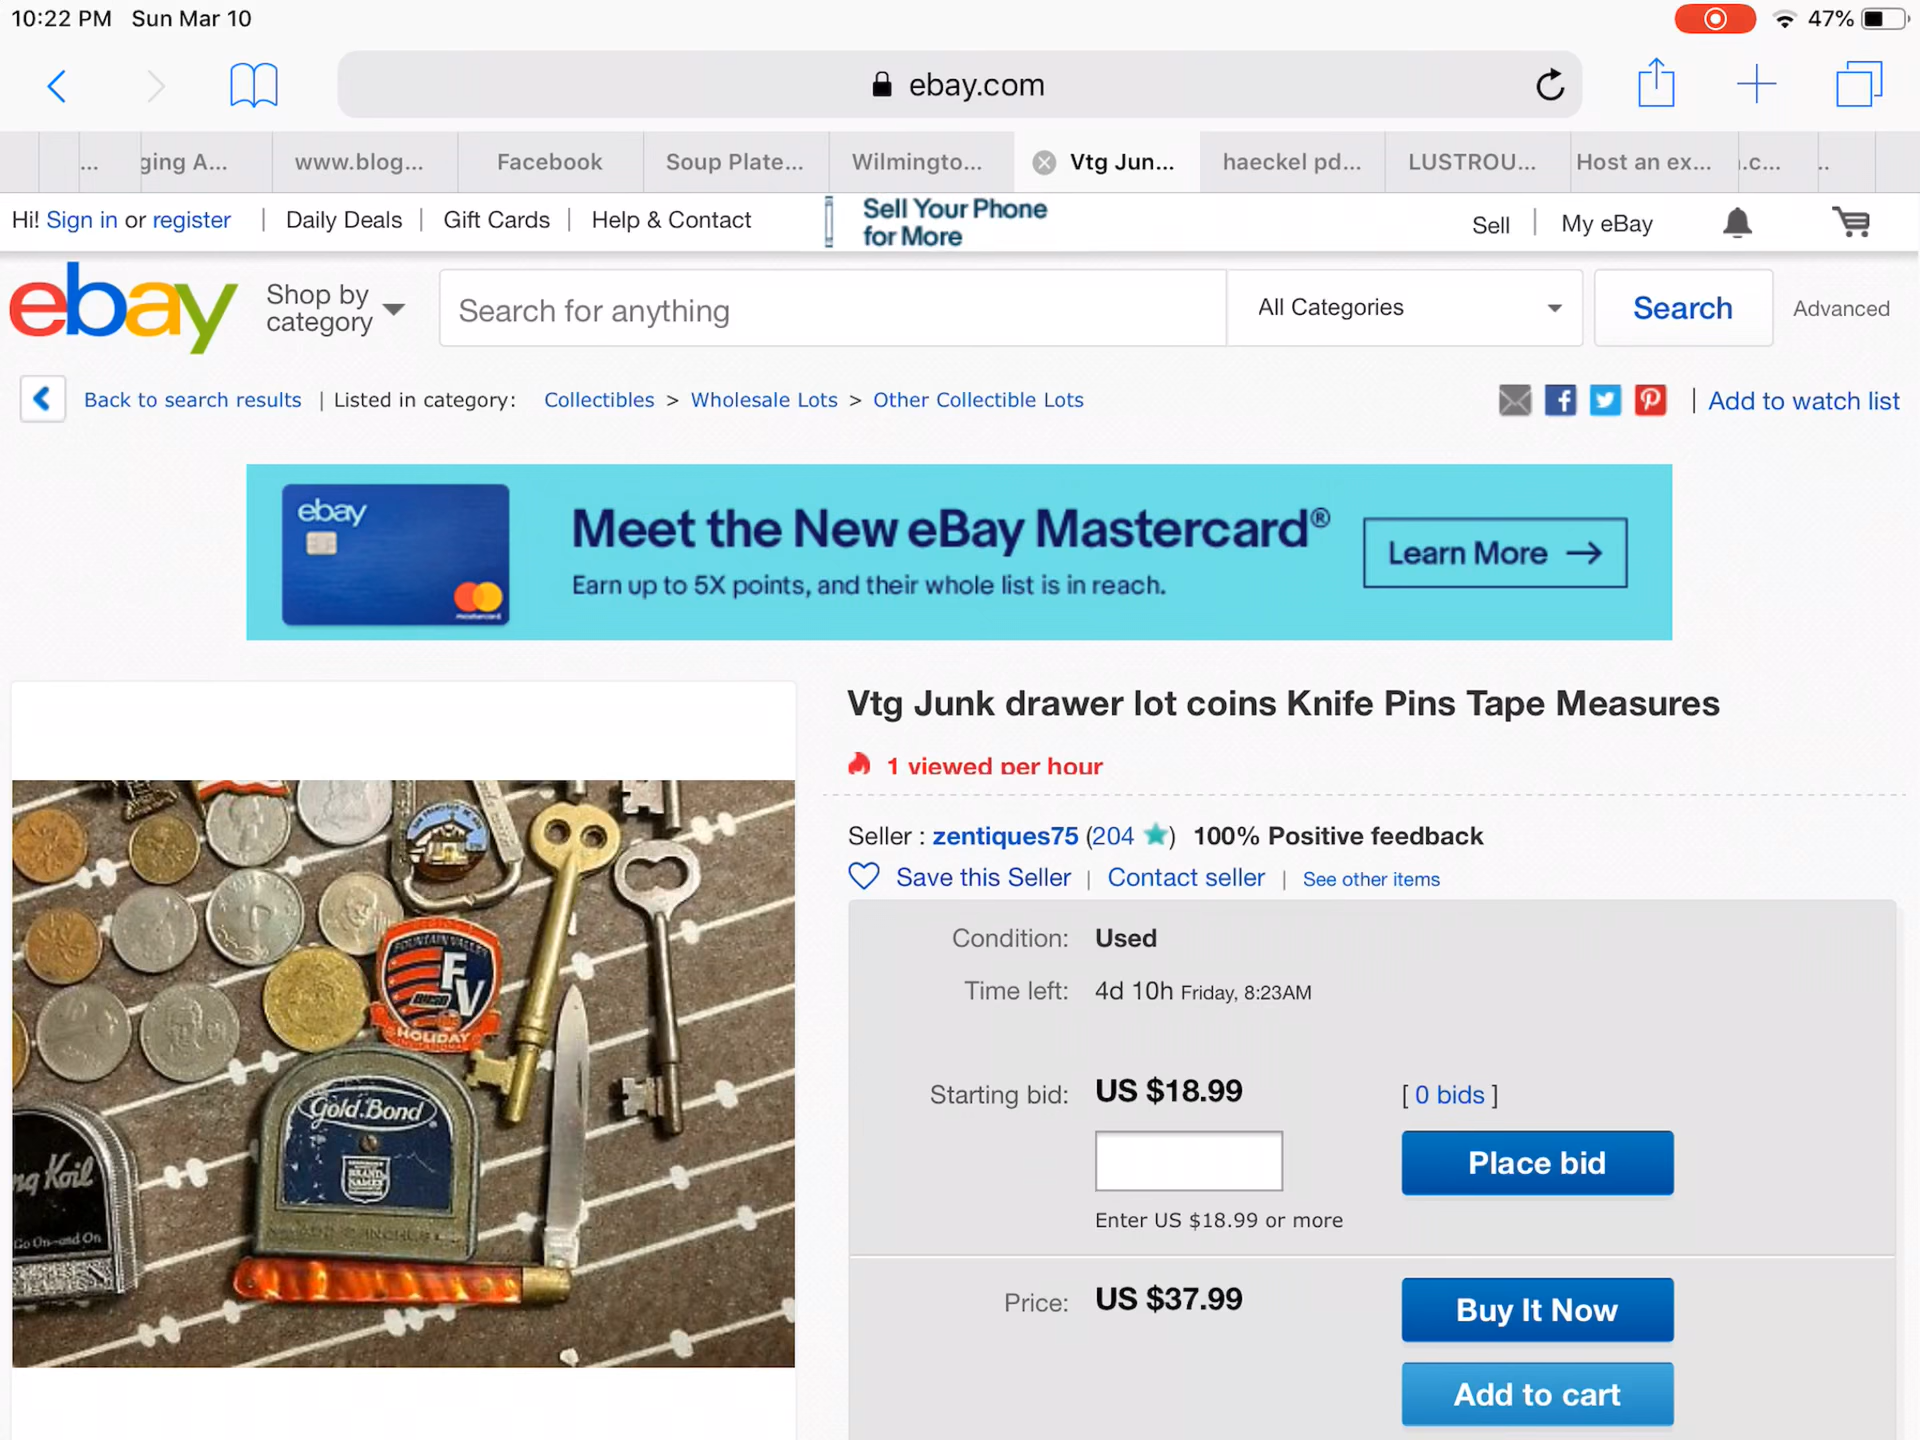 10:22 PM Sun Mar 10
47%
ebay.com
... ging A... www.blog... Facebook Soup Plate... Wilmingto... Vtg Jun... haeckel pd... LUSTROU... Host an ex... .c... ..
Hi! Sign in or register | Daily Deals | Gift Cards | Help & Contact
Sell Your Phone
for More
Sell | My eBay
ebay
Shop by
category
Search for anything
All Categories
Search
Advanced
Back to search results | Listed in category: Collectibles > Wholesale Lots > Other Collectible Lots
| Add to watch list
ebay
mastercard
Meet the New eBay Mastercard®
Earn up to 5X points, and their whole list is in reach.
Learn More →
Vtg Junk drawer lot coins Knife Pins Tape Measures
1 viewed per hour
Seller : zentiques75 (204 ★) 100% Positive feedback
Save this Seller | Contact seller | See other items
Condition: Used
Time left: 4d 10h Friday, 8:23AM
Starting bid: US $18.99 [ 0 bids ]
Place bid
Enter US $18.99 or more
Price: US $37.99
Buy It Now
Add to cart
FOUNTAIN VALLEY
FV
HOLIDAY
Gold Bond
BRAND
NAMES
ng Koil
Go On-and On